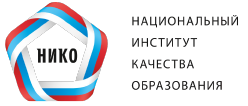 НИКО
НАЦИОНАЛЬНЫЙ
ИНСТИТУТ
КАЧЕСТВА
ОБРАЗОВАНИЯ